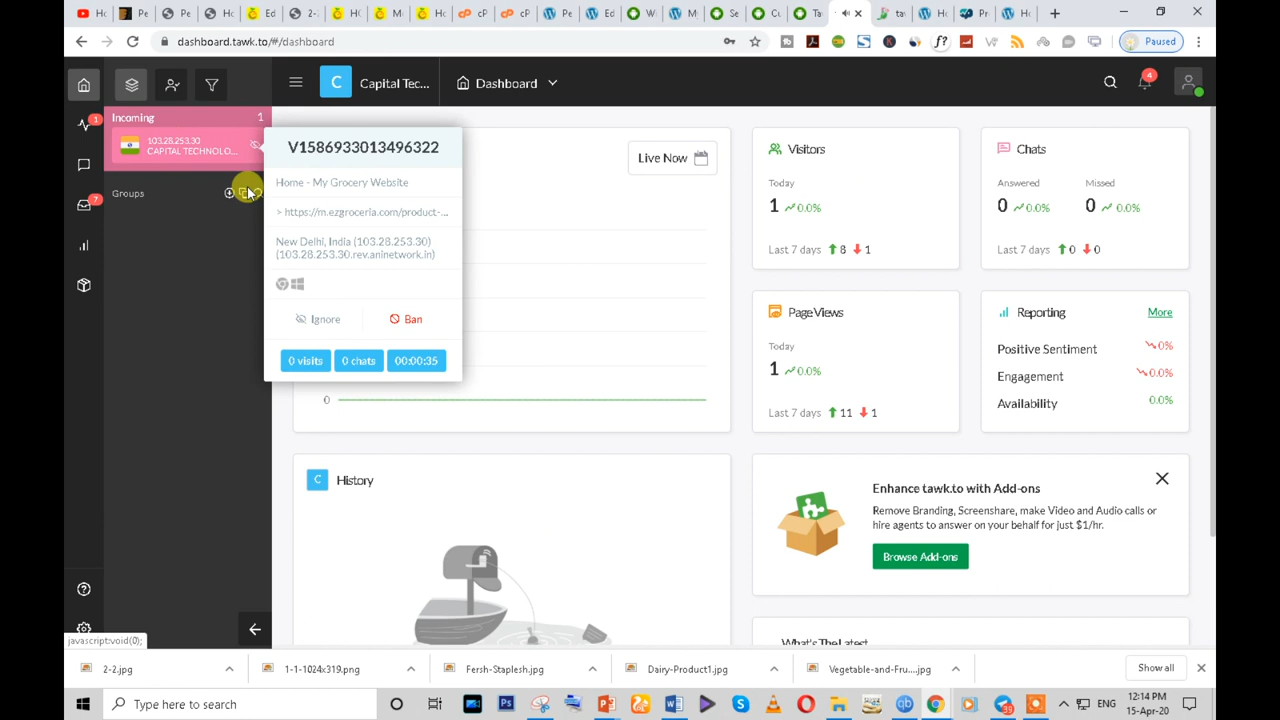 dashboard.tawk.to/#/dashboard
Paused
C
Capital Tec...
Dashboard
4
Incoming
1
1
103.28.253.30
CAPITAL TECHNOLO...
Groups
7
V1586933013496322
Home - My Grocery Website
> https://m.ezgroceria.com/product-...
New Delhi, India (103.28.253.30)
(103.28.253.30.rev.aninetwork.in)
Ignore
Ban
0 visits
0 chats
00:00:35
Live Now
0
Visitors
Today
1
0.0%
Last 7 days
8
1
Chats
Answered
Missed
0
0.0%
0
0.0%
Last 7 days
0
0
Page Views
Today
1
0.0%
Last 7 days
11
1
Reporting
More
Positive Sentiment
0%
Engagement
0.0%
Availability
0.0%
C
History
Enhance tawk.to with Add-ons
Remove Branding, Screenshare, make Video and Audio calls or
hire agents to answer on your behalf for just $1/hr.
Browse Add-ons
What's The Latest
javascript:void(0);
2-2.jpg
1-1-1024x319.png
Fersh-Staplesh.jpg
Dairy-Product1.jpg
Vegetable-and-Fru....jpg
Show all
Type here to search
ENG
12:14 PM
15-Apr-20